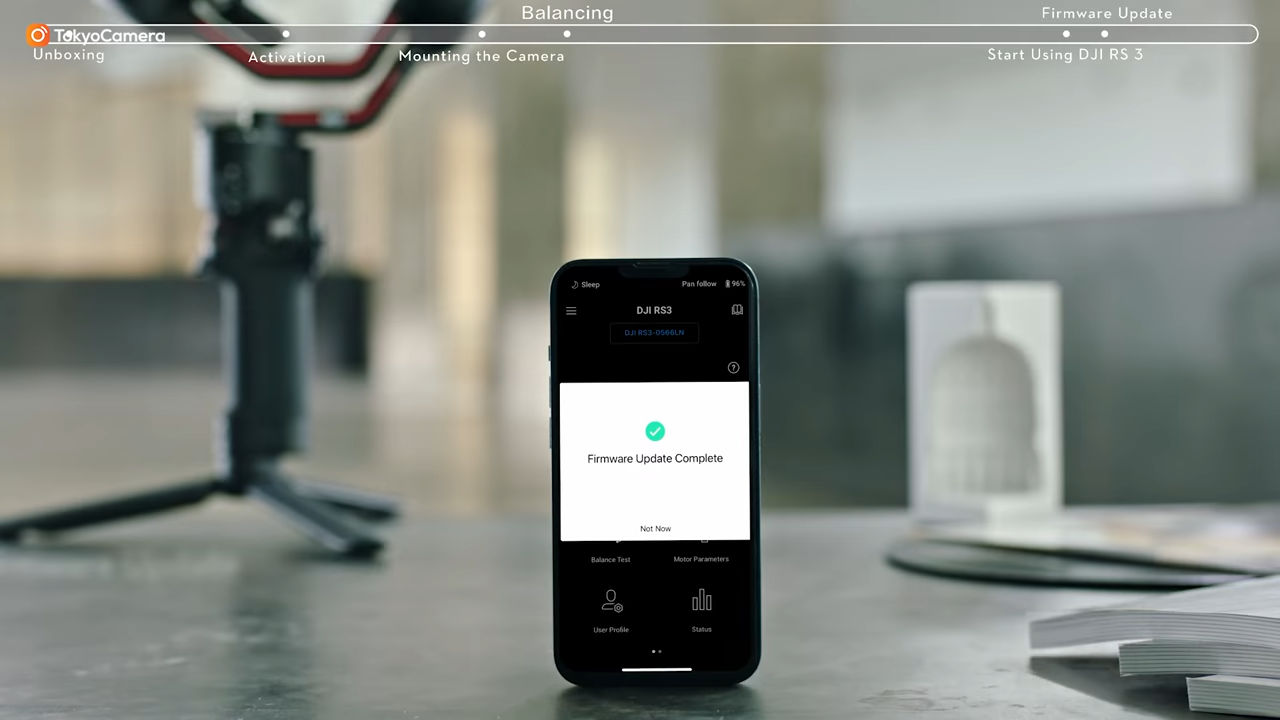 Balancing
Firmware Update
TokyoCamera
Unboxing
Activation
Mounting the Camera
Start Using DJI RS 3
Sleep
Pan follow
96%
DJI RS3
DJI RS3-0566LN
?
Firmware Update Complete
Not Now
Balance Test
Motor Parameters
User Profile
Status